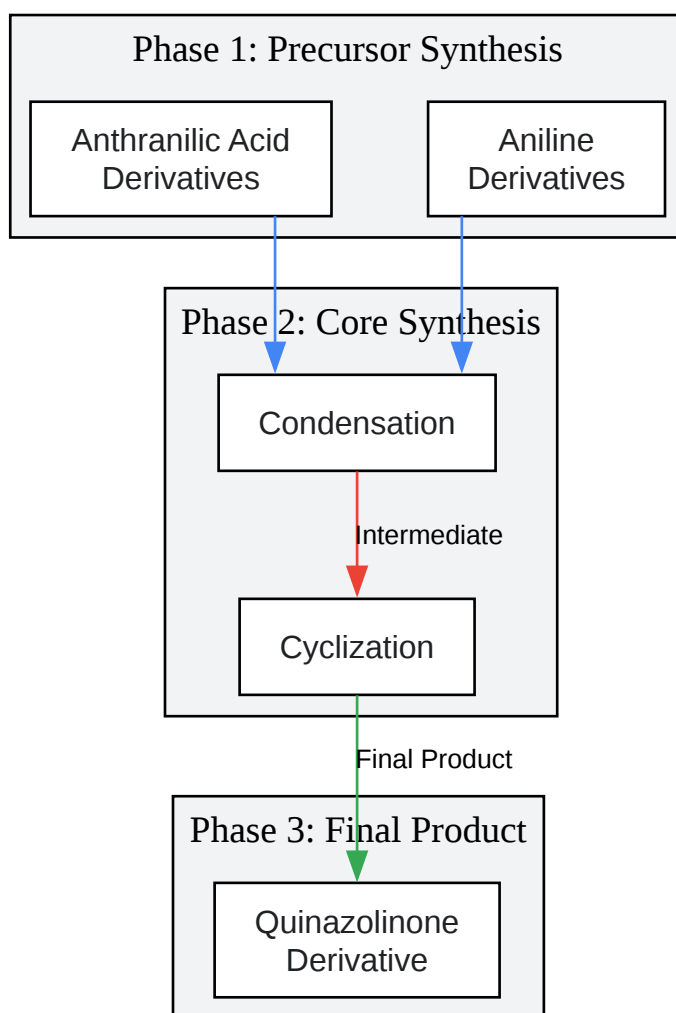 Phase 1: Precursor Synthesis
Anthranilic Acid
Derivatives
Aniline
Derivatives
Phase 2: Core Synthesis
Condensation
Intermediate
Cyclization
Final Product
Phase 3: Final Product
Quinazolinone
Derivative